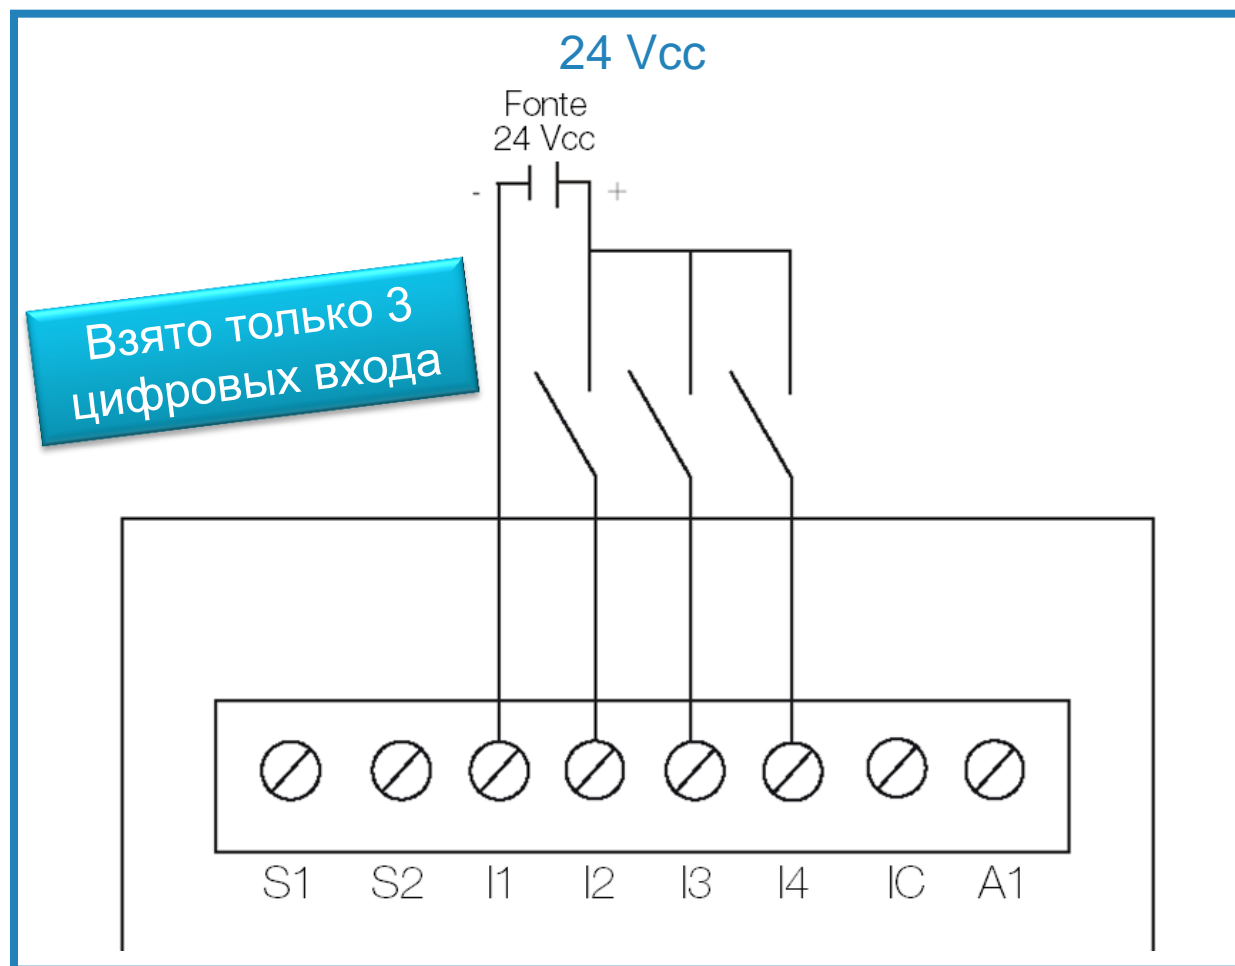 24 Vcc
Fonte
24 Vcc
- +
Взято только 3
цифровых входа
S1 S2 I1 I2 I3 I4 IC A1